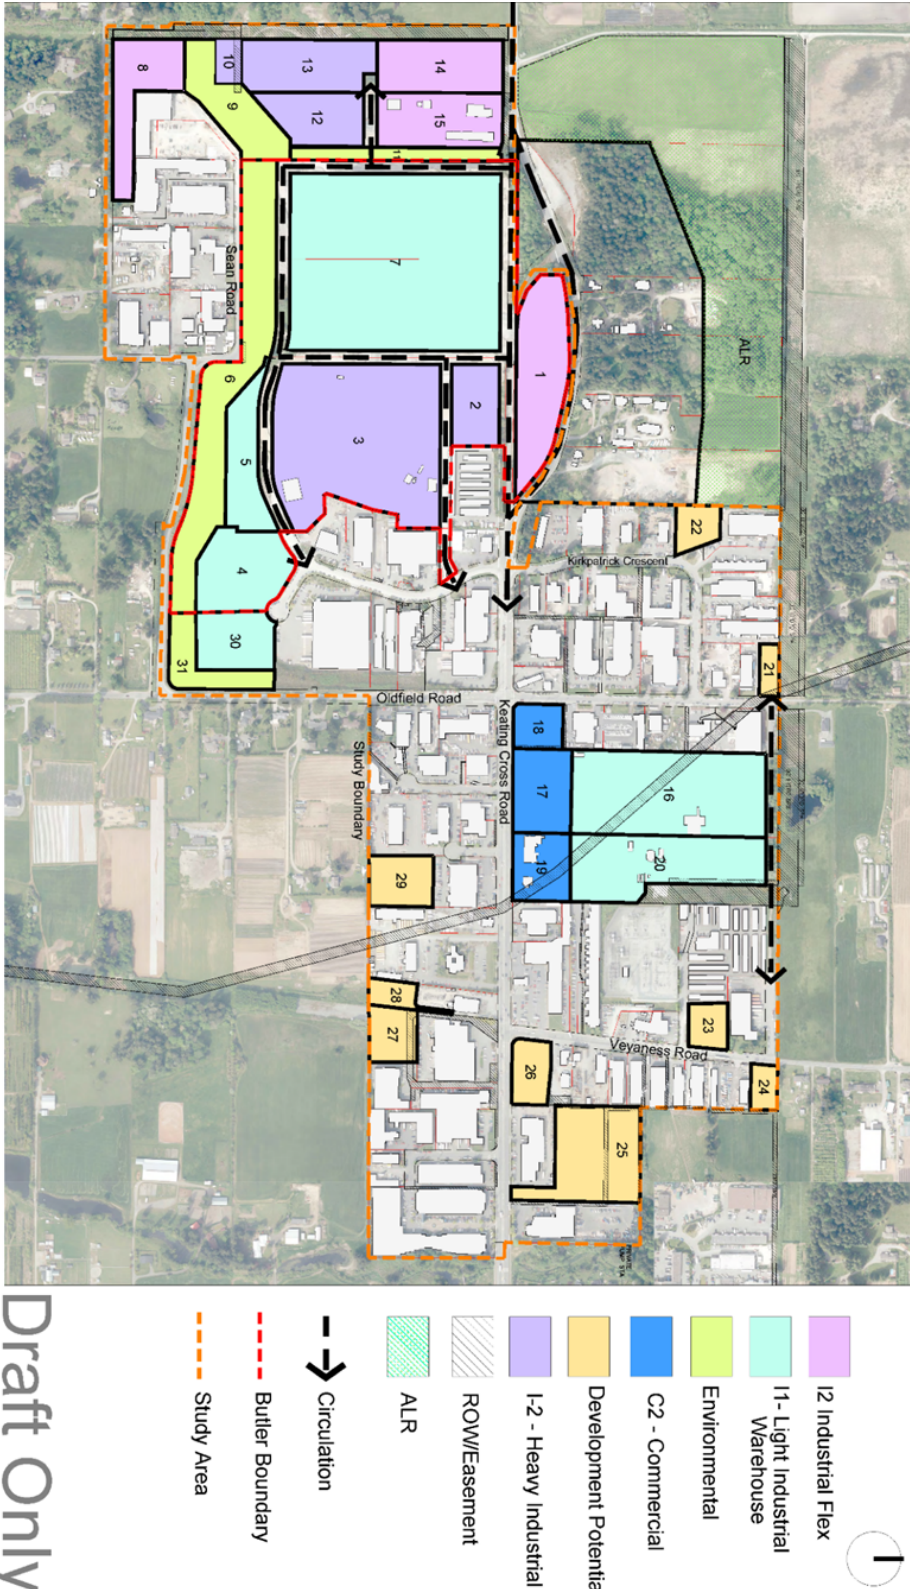 8
10
13
14
9
12
15
11
7
Sean Road
ALR
1
2
3
6
5
4
22
Kirkpatrick Crescent
30
31
21
Oldfield Road
Keating Cross Road
Study Boundary
18
17
16
19
20
29
28
27
23
Veyaness Road
26
24
25
I2 Industrial Flex
I1- Light Industrial
Warehouse
Environmental
C2 - Commercial
Development Potentia
I-2 - Heavy Industrial
ROW/Easement
ALR
Circulation
Butler Boundary
Study Area
Draft Only